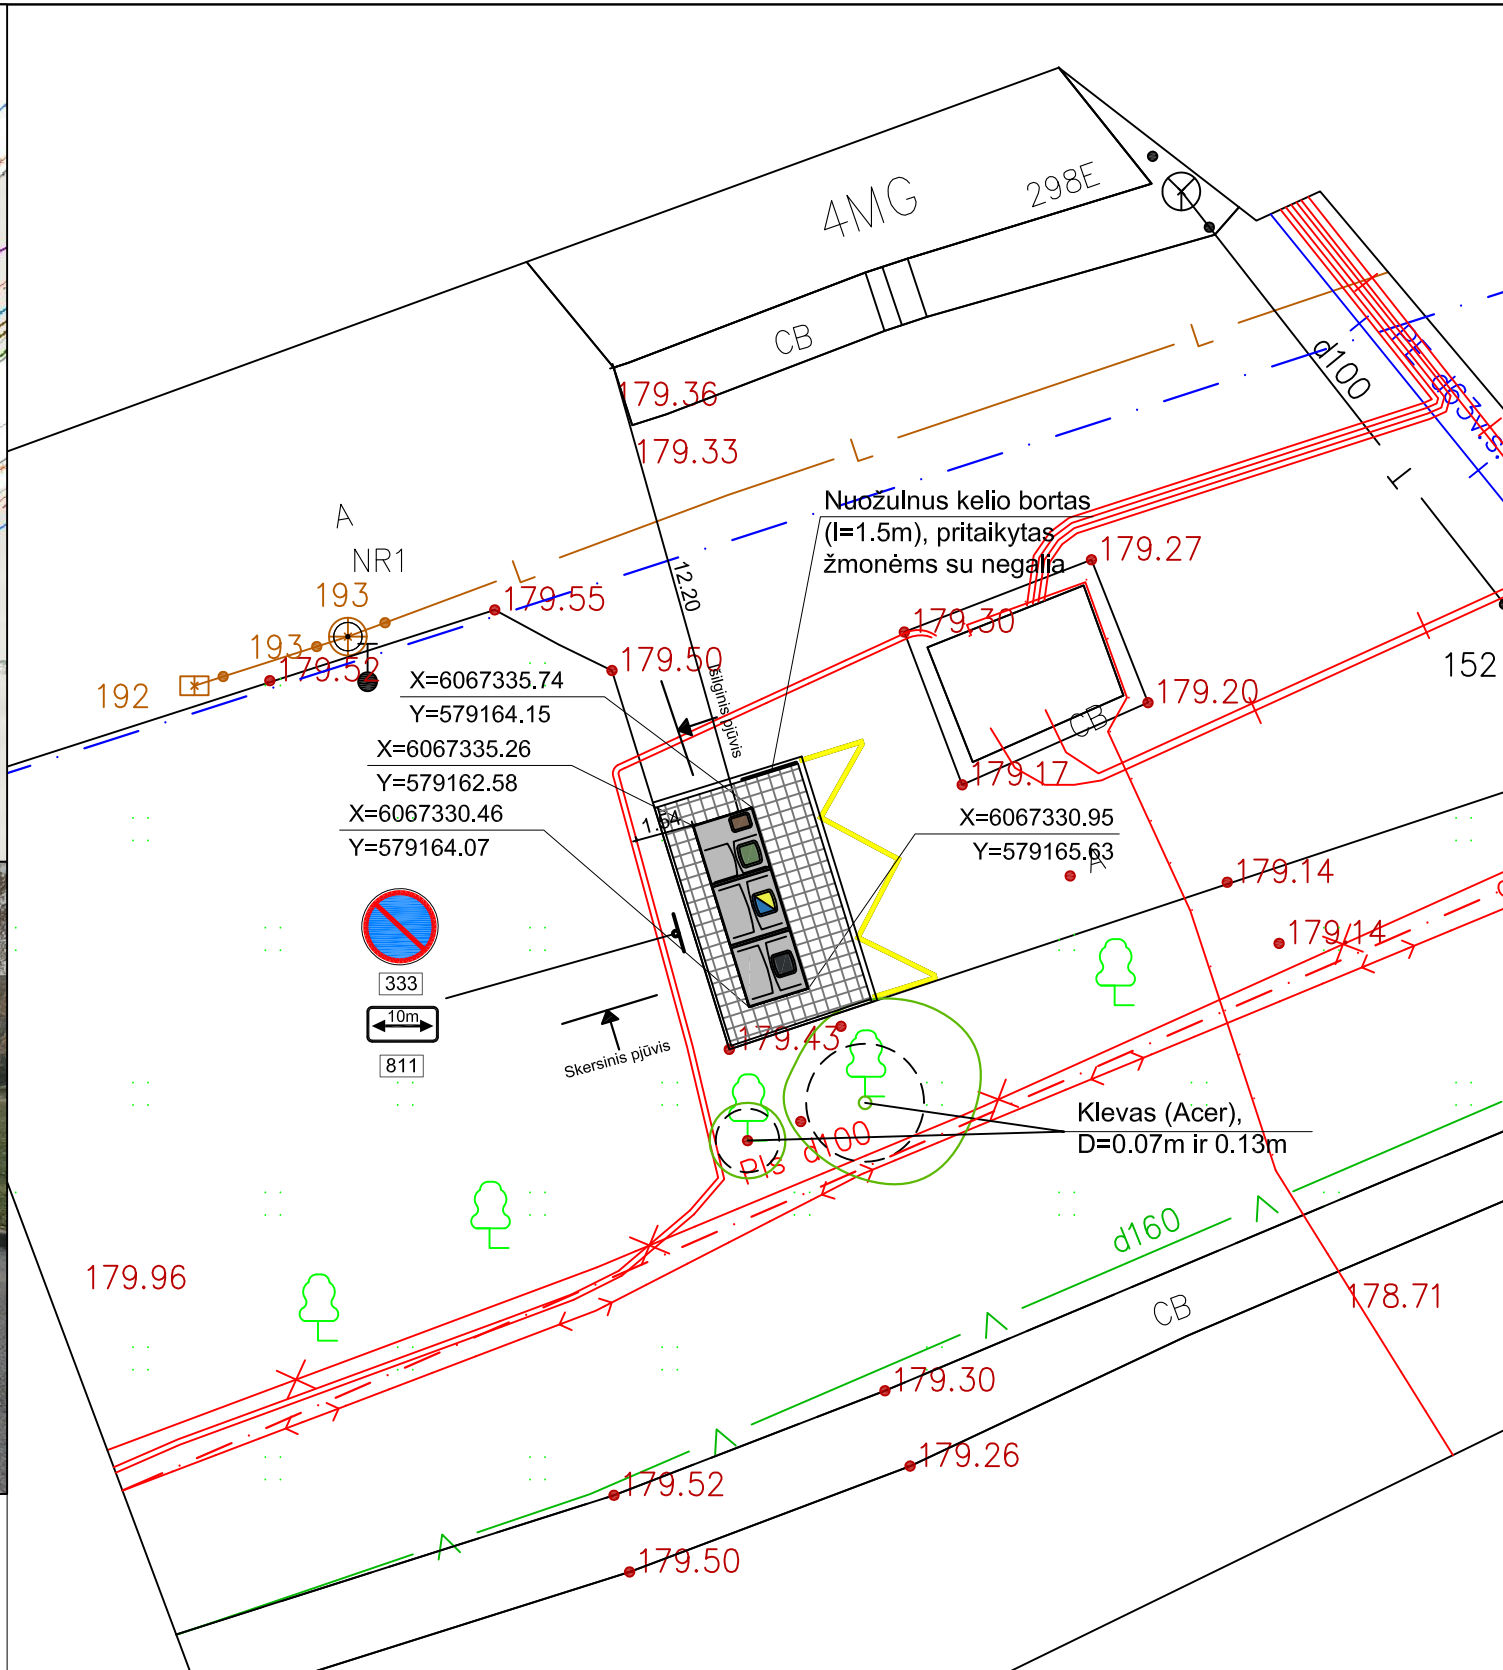 4MG
298E
CB
d100
PE d63v.s.
179.36
179.33
L
L
L
Nuožulnus kelio bortas
(l=1.5m), pritaikytas
žmonėms su negalia
A
NR1
193
193
192
179.52
179.55
179.50
12.20
Išilginis pjūvis
179.27
179.30
179.20
179.17
CB
152
X=6067335.74
Y=579164.15
X=6067335.26
Y=579162.58
X=6067330.46
Y=579164.07
1.54
X=6067330.95
Y=579165.63
A
179.14
179.14
333
10m
811
Skersinis pjūvis
179.43
Pls d100
Klevas (Acer),
D=0.07m ir 0.13m
d160
179.96
178.71
CB
179.30
179.26
179.52
179.50